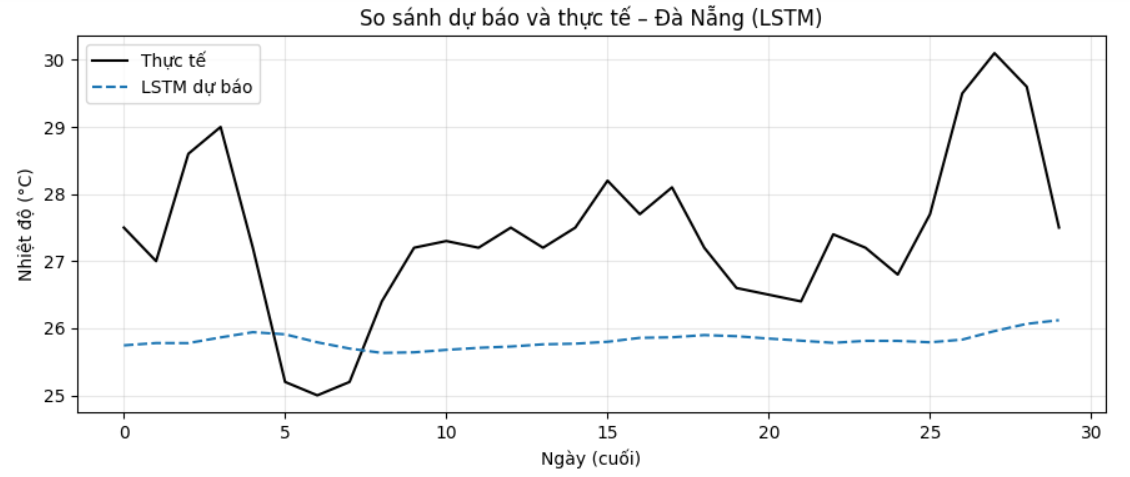 So sánh dự báo và thực tế – Đà Nẵng (LSTM)
Thực tế
LSTM dự báo
Nhiệt độ (°C)
30
29
28
27
26
25
0 5 10 15 20 25 30
Ngày (cuối)